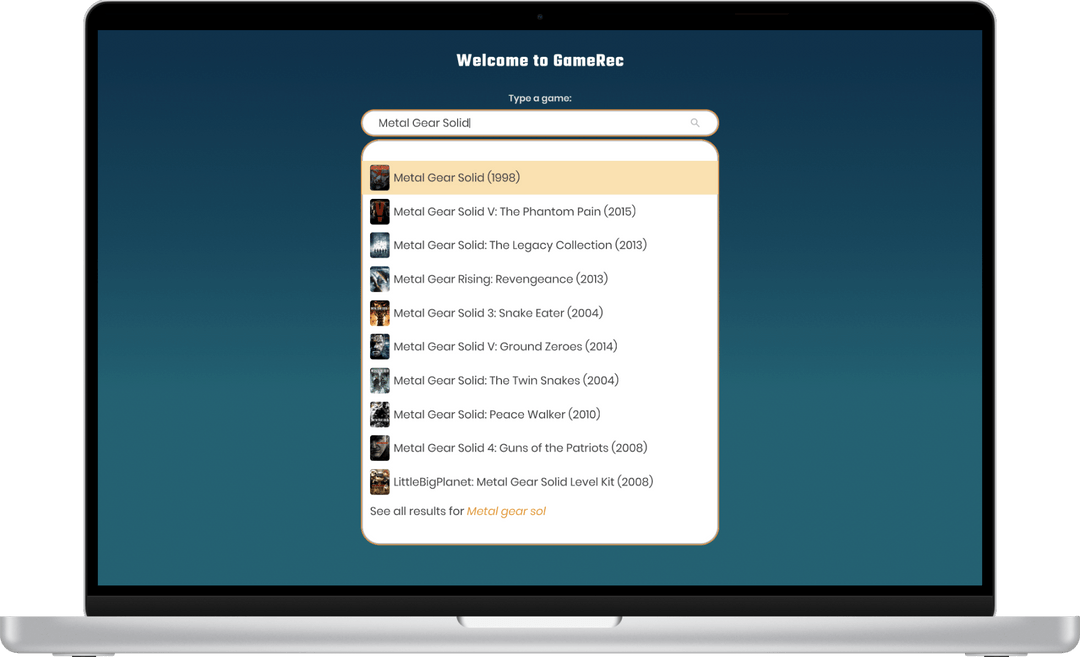 Welcome to GameRec
Type a game:
Metal Gear Solid
Metal Gear Solid (1998)
Metal Gear Solid V: The Phantom Pain (2015)
Metal Gear Solid: The Legacy Collection (2013)
Metal Gear Rising: Revengeance (2013)
Metal Gear Solid 3: Snake Eater (2004)
Metal Gear Solid V: Ground Zeroes (2014)
Metal Gear Solid: The Twin Snakes (2004)
Metal Gear Solid: Peace Walker (2010)
Metal Gear Solid 4: Guns of the Patriots (2008)
LittleBigPlanet: Metal Gear Solid Level Kit (2008)
See all results for Metal gear sol